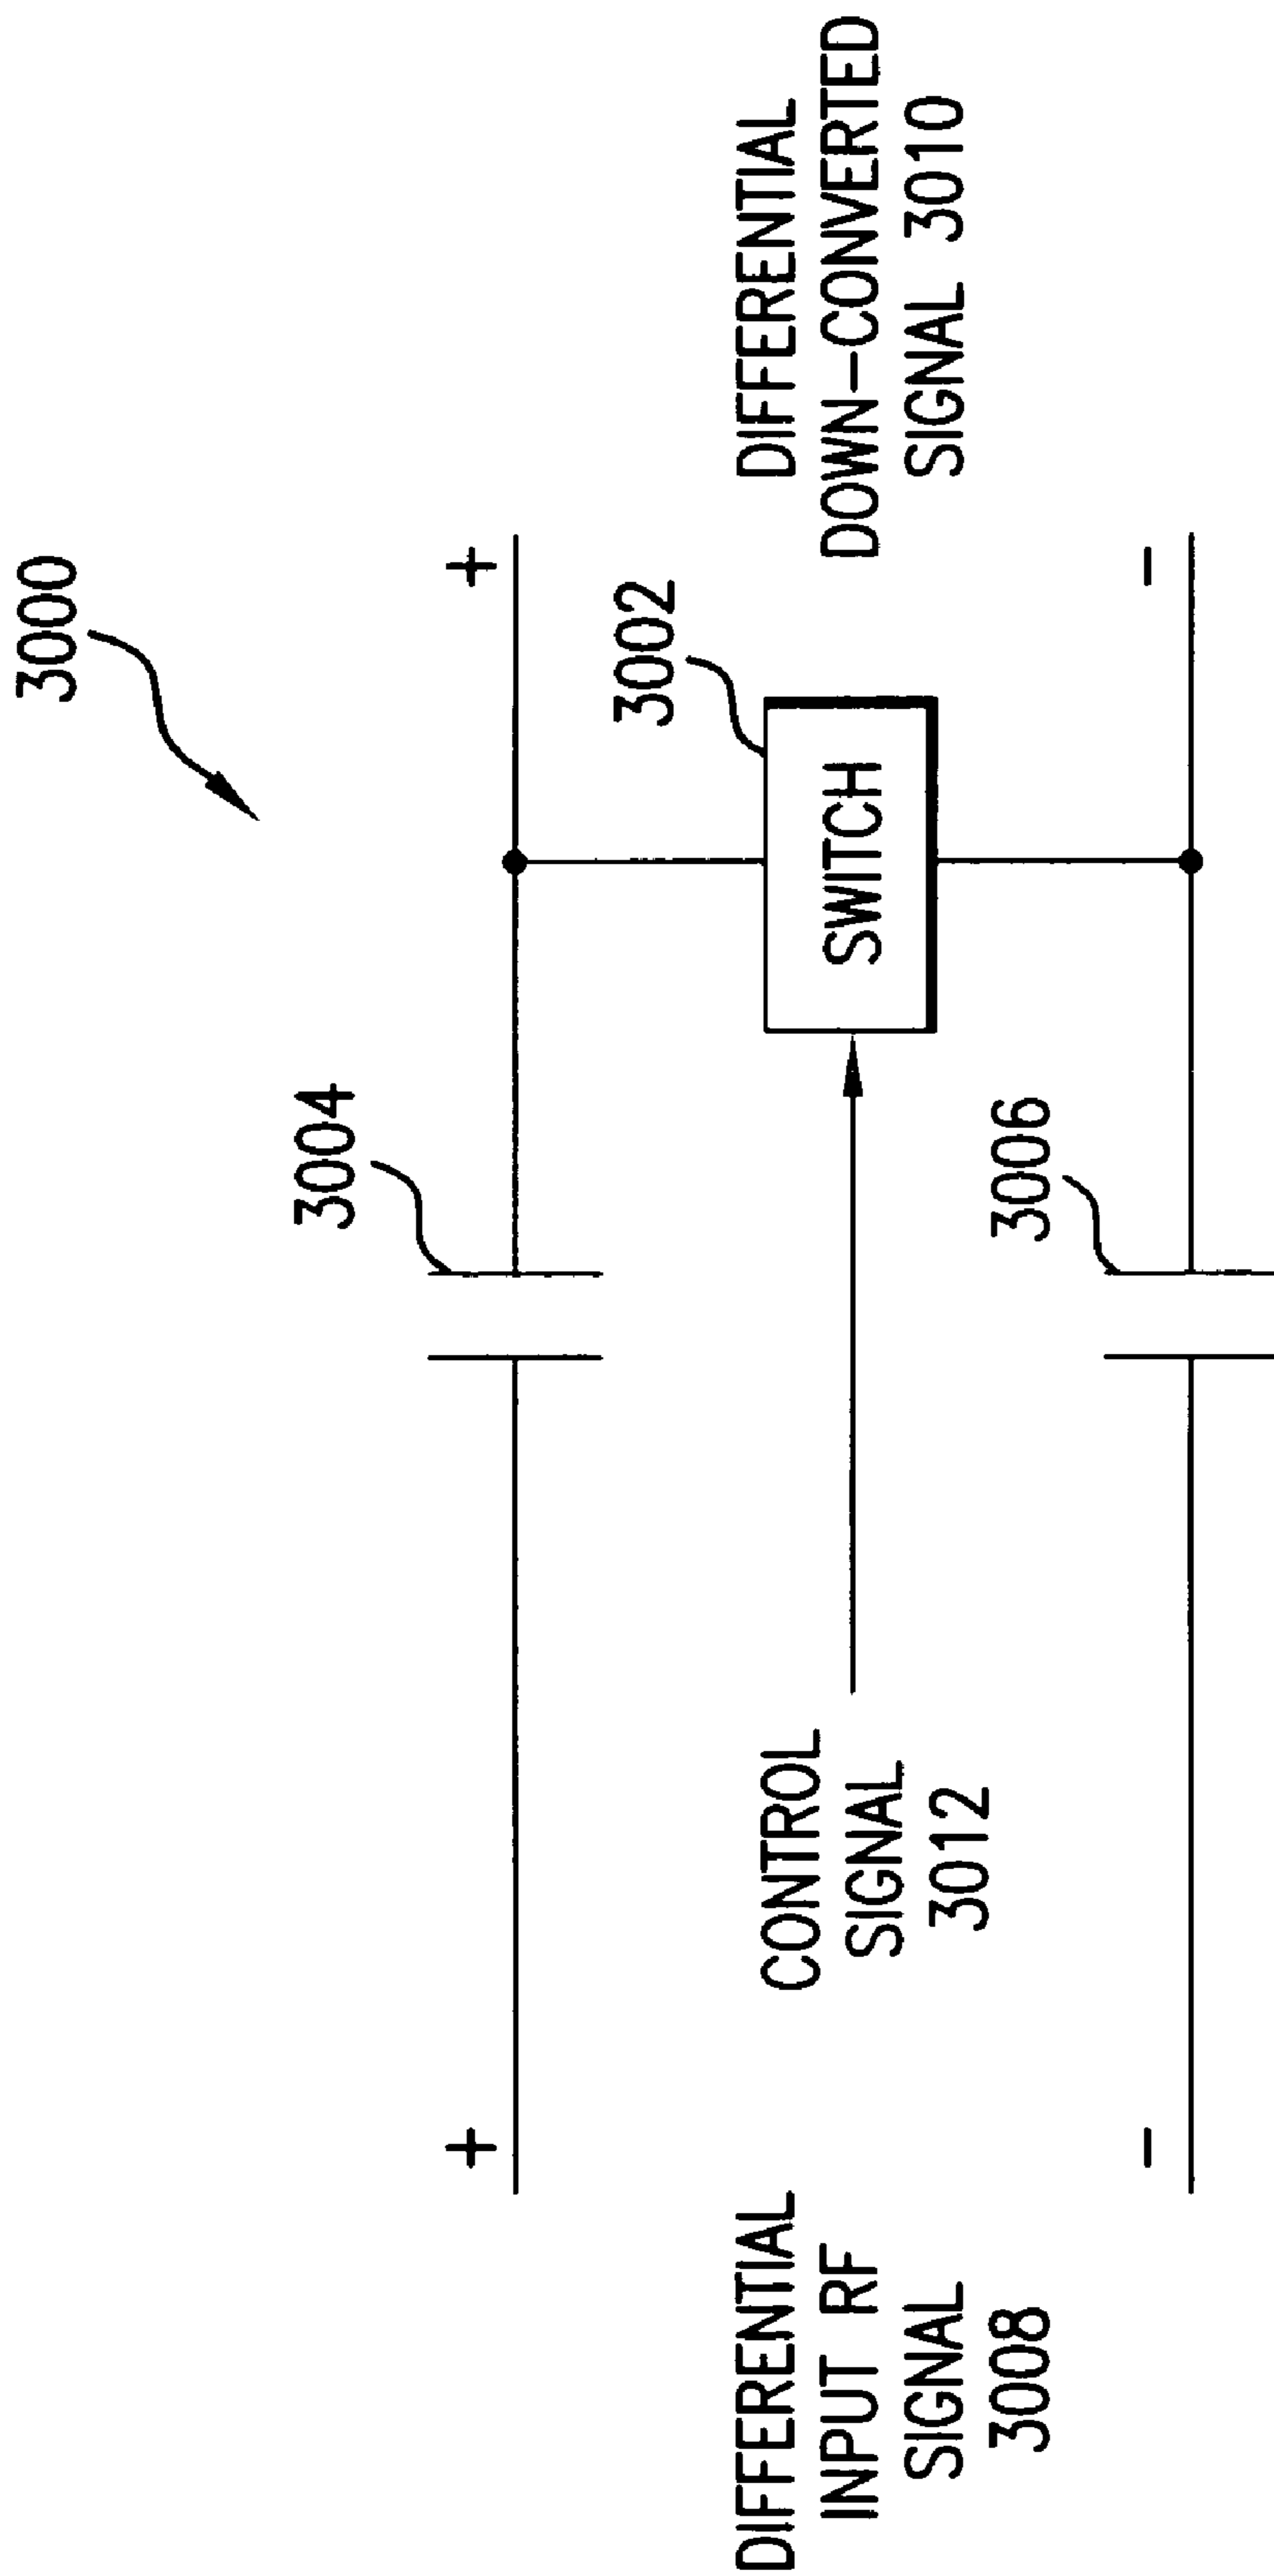 3000
3004
3002
3006
+
+
-
-
SWITCH
DIFFERENTIAL
INPUT RF
SIGNAL
3008
CONTROL
SIGNAL
3012
DIFFERENTIAL
DOWN-CONVERTED
SIGNAL 3010